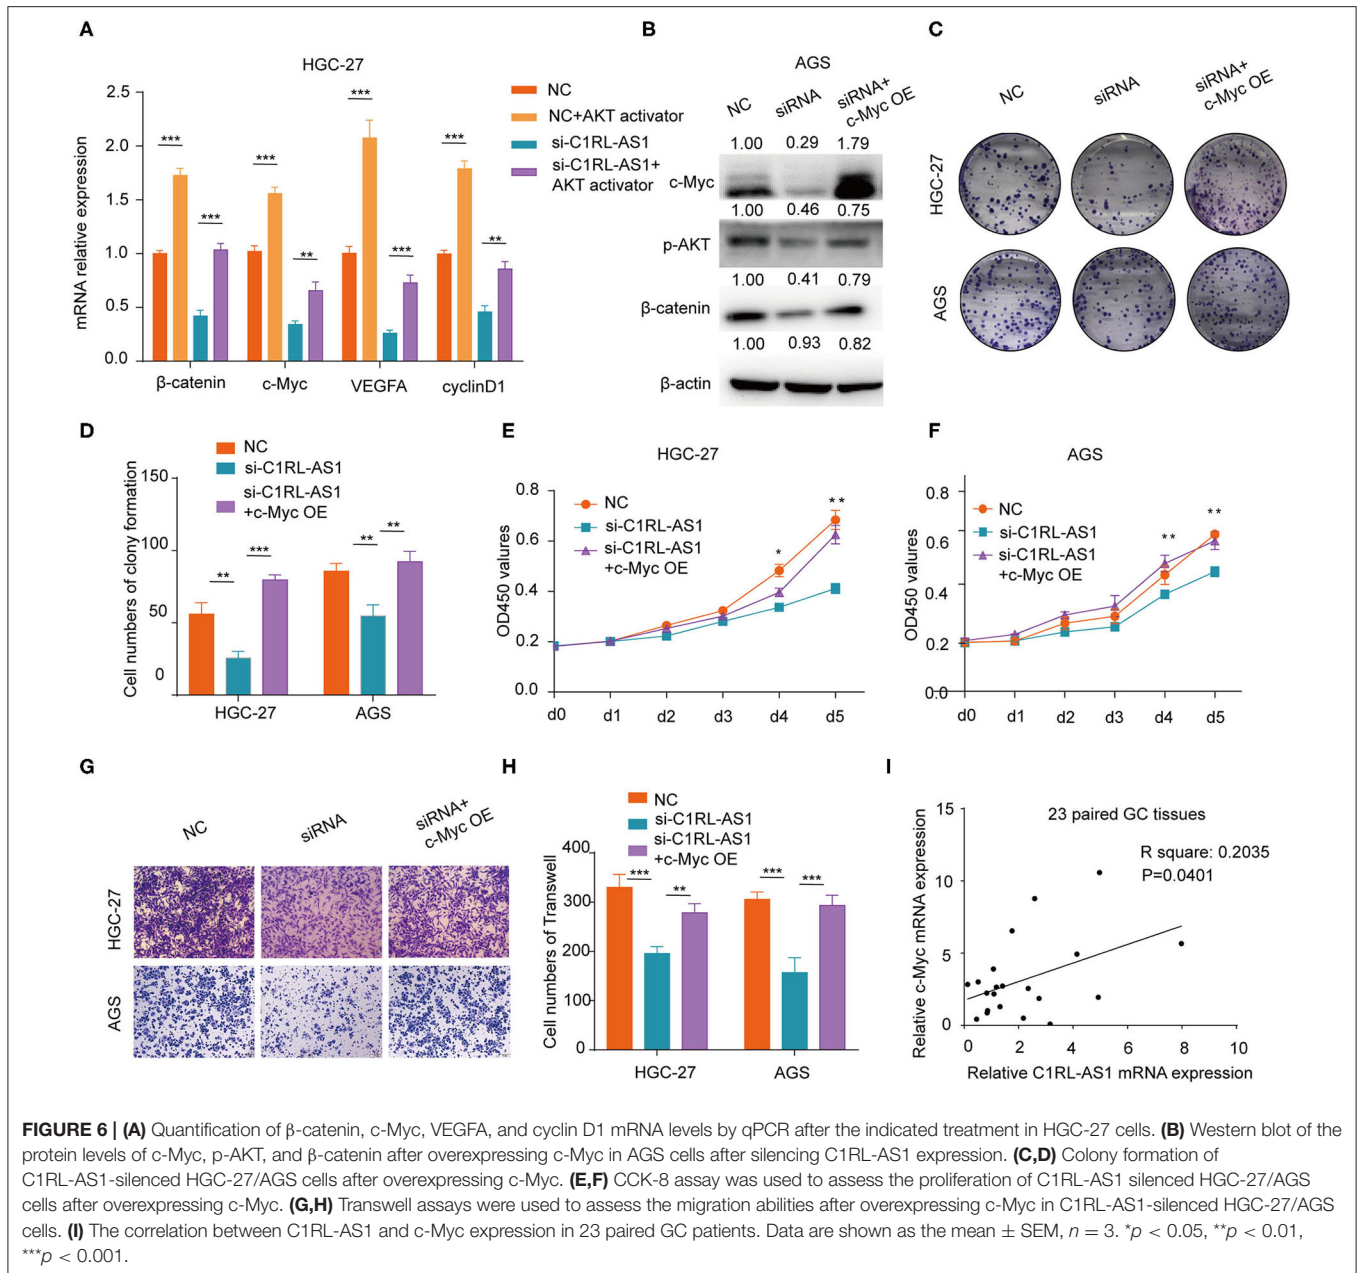 A
HGC-27
mRNA relative expression
2.5
2.0
1.5
1.0
0.5
0.0
***
***
***
***
***
**
***
**
β-catenin
c-Myc
VEGFA
cyclinD1
NC
NC+AKT activator
si-C1RL-AS1
si-C1RL-AS1+
AKT activator
B
AGS
NC
siRNA
siRNA+
c-Myc OE
1.00 0.29 1.79
c-Myc
1.00 0.46 0.75
p-AKT
1.00 0.41 0.79
β-catenin
1.00 0.93 0.82
β-actin
C
NC
siRNA
siRNA+
c-Myc OE
HGC-27
AGS
D
NC
si-C1RL-AS1
si-C1RL-AS1
+c-Myc OE
Cell numbers of clony formation
150
100
50
0
**
***
**
**
HGC-27
AGS
E
HGC-27
OD450 valures
0.8
0.6
0.4
0.2
0.0
NC
si-C1RL-AS1
si-C1RL-AS1
+c-Myc OE
*
**
d0 d1 d2 d3 d4 d5
F
AGS
OD450 valures
0.8
0.6
0.4
0.2
0.0
NC
si-C1RL-AS1
si-C1RL-AS1
+c-Myc OE
**
**
d0 d1 d2 d3 d4 d5
G
NC
siRNA
siRNA+
c-Myc OE
HGC-27
AGS
H
NC
si-C1RL-AS1
si-C1RL-AS1
+c-Myc OE
Cell numbers of Transwell
400
300
200
100
0
***
**
***
***
HGC-27
AGS
I
23 paired GC tissues
R square: 0.2035
P=0.0401
Relative c-Myc mRNA expression
15
10
5
0
0 2 4 6 8 10
Relative C1RL-AS1 mRNA expression
FIGURE 6 | (A) Quantification of β-catenin, c-Myc, VEGFA, and cyclin D1 mRNA levels by qPCR after the indicated treatment in HGC-27 cells. (B) Western blot of the
protein levels of c-Myc, p-AKT, and β-catenin after overexpressing c-Myc in AGS cells after silencing C1RL-AS1 expression. (C,D) Colony formation of
C1RL-AS1-silenced HGC-27/AGS cells after overexpressing c-Myc. (E,F) CCK-8 assay was used to assess the proliferation of C1RL-AS1 silenced HGC-27/AGS
cells after overexpressing c-Myc. (G,H) Transwell assays were used to assess the migration abilities after overexpressing c-Myc in C1RL-AS1-silenced HGC-27/AGS
cells. (I) The correlation between C1RL-AS1 and c-Myc expression in 23 paired GC patients. Data are shown as the mean ± SEM, n = 3. *p < 0.05, **p < 0.01,
***p < 0.001.